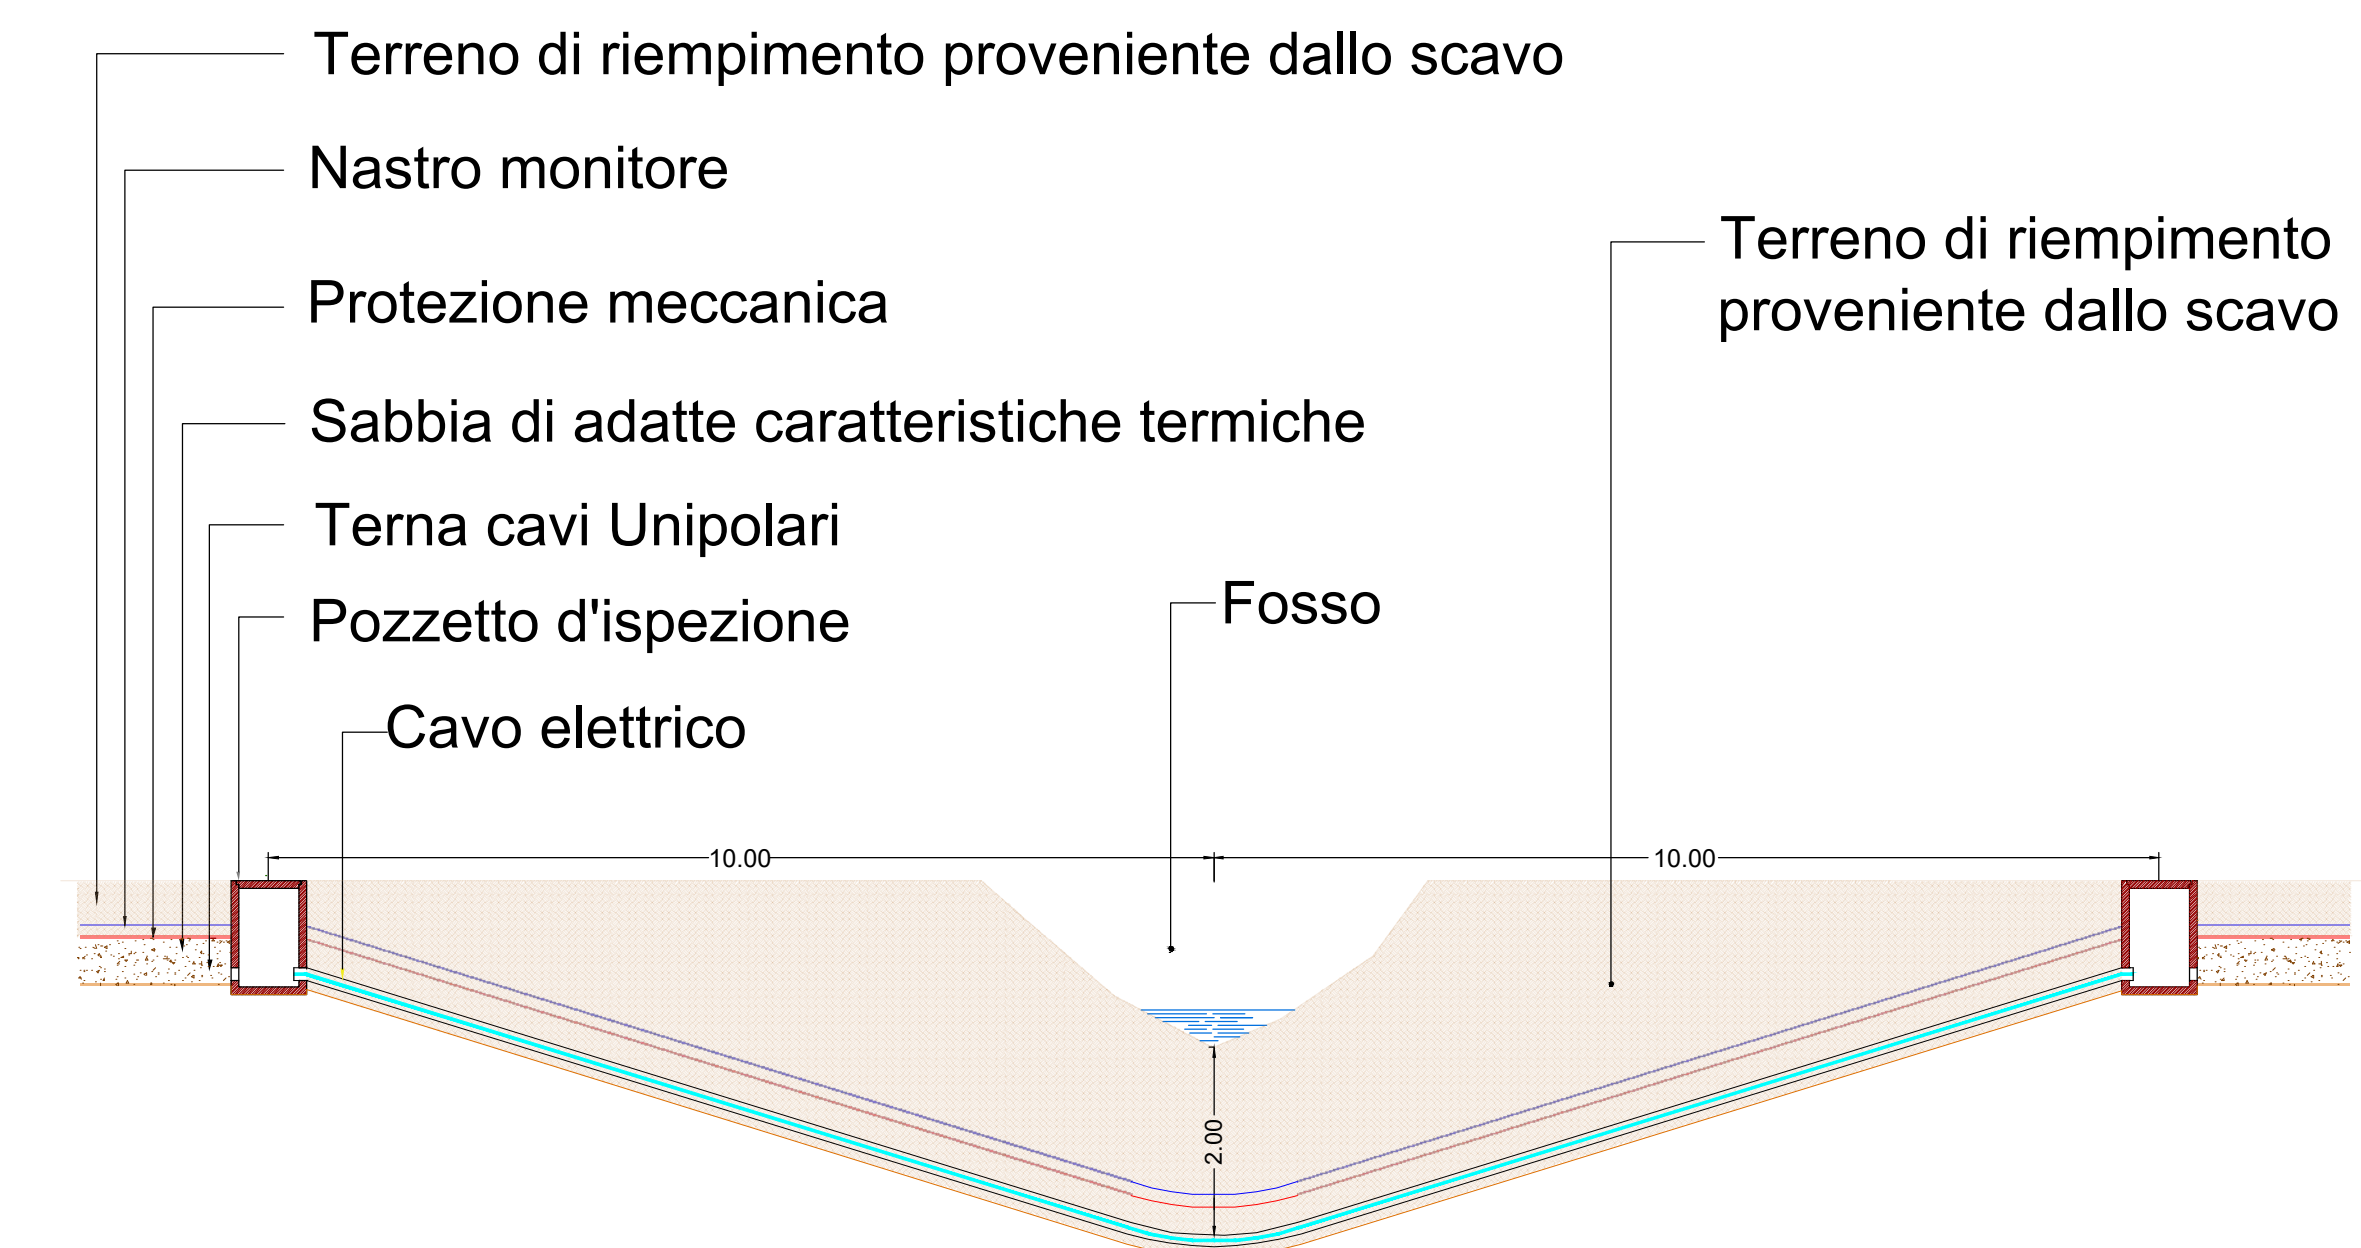 Terreno di riempimento proveniente dallo scavo
Nastro monitore
Terreno di riempimento
proveniente dallo scavo
Protezione meccanica
Sabbia di adatte caratteristiche termiche
Terna cavi Unipolari
Pozzetto d'ispezione
Fosso
Cavo elettrico
10.00
10.00
2.00